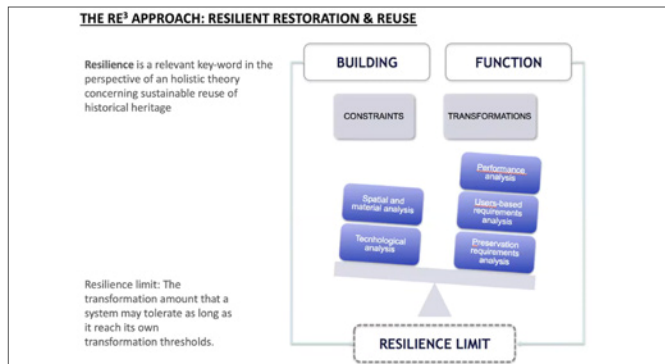 THE RE³ APPROACH: RESILIENT RESTORATION & REUSE
Resilience is a relevant key-word in the
perspective of an holistic theory
concerning sustainable reuse of
historical heritage
BUILDING
FUNCTION
CONSTRAINTS
TRANSFORMATIONS
Performance
analysis
Spatial and
material analysis
Users-based
requirements
analysis
Tecnhological
analysis
Preservation
requirements
analysis
Resilience limit: The
transformation amount that a
system may tolerate as long as
it reach its own
transformation thresholds.
RESILIENCE LIMIT